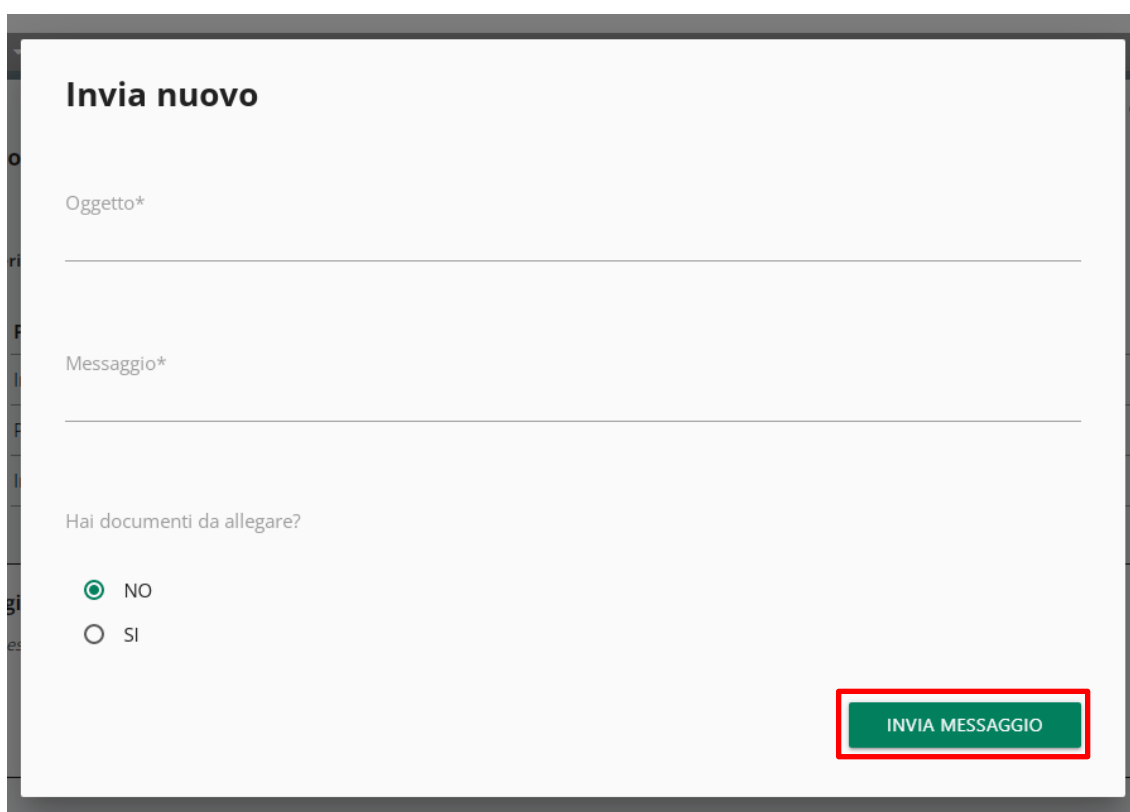 Invia nuovo
Oggetto*
Messaggio*
Hai documenti da allegare?
NO
SI
INVIA MESSAGGIO